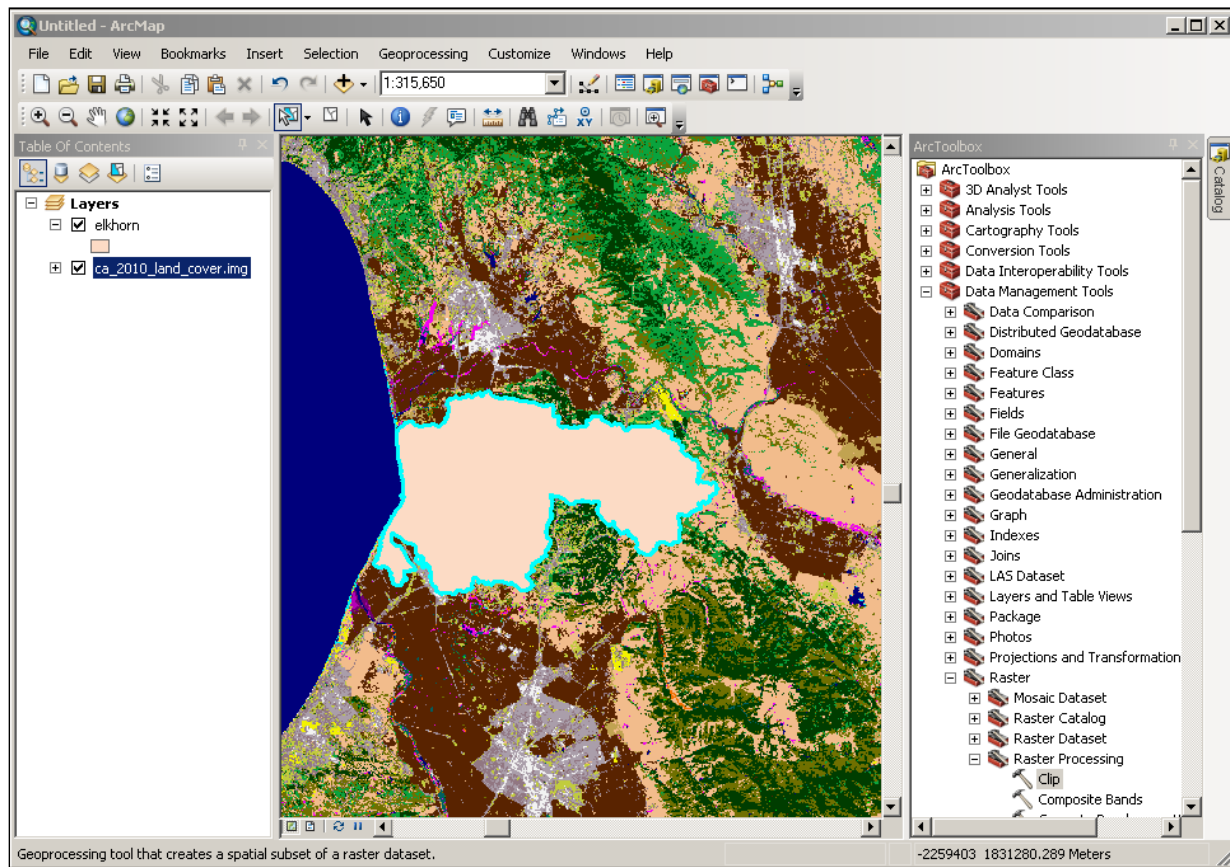 Untitled - ArcMap
File Edit View Bookmarks Insert Selection Geoprocessing Customize Windows Help
1:315,650
XY
Table Of Contents
Layers
elkhorn
ca_2010_land_cover.img
ArcToolbox
ArcToolbox
3D Analyst Tools
Analysis Tools
Cartography Tools
Conversion Tools
Data Interoperability Tools
Data Management Tools
Data Comparison
Distributed Geodatabase
Domains
Feature Class
Features
Fields
File Geodatabase
General
Generalization
Geodatabase Administration
Graph
Indexes
Joins
LAS Dataset
Layers and Table Views
Package
Photos
Projections and Transformation
Raster
Mosaic Dataset
Raster Catalog
Raster Dataset
Raster Processing
Clip
Composite Bands
Catalog
Geoprocessing tool that creates a spatial subset of a raster dataset.
-2259403 1831280.289 Meters